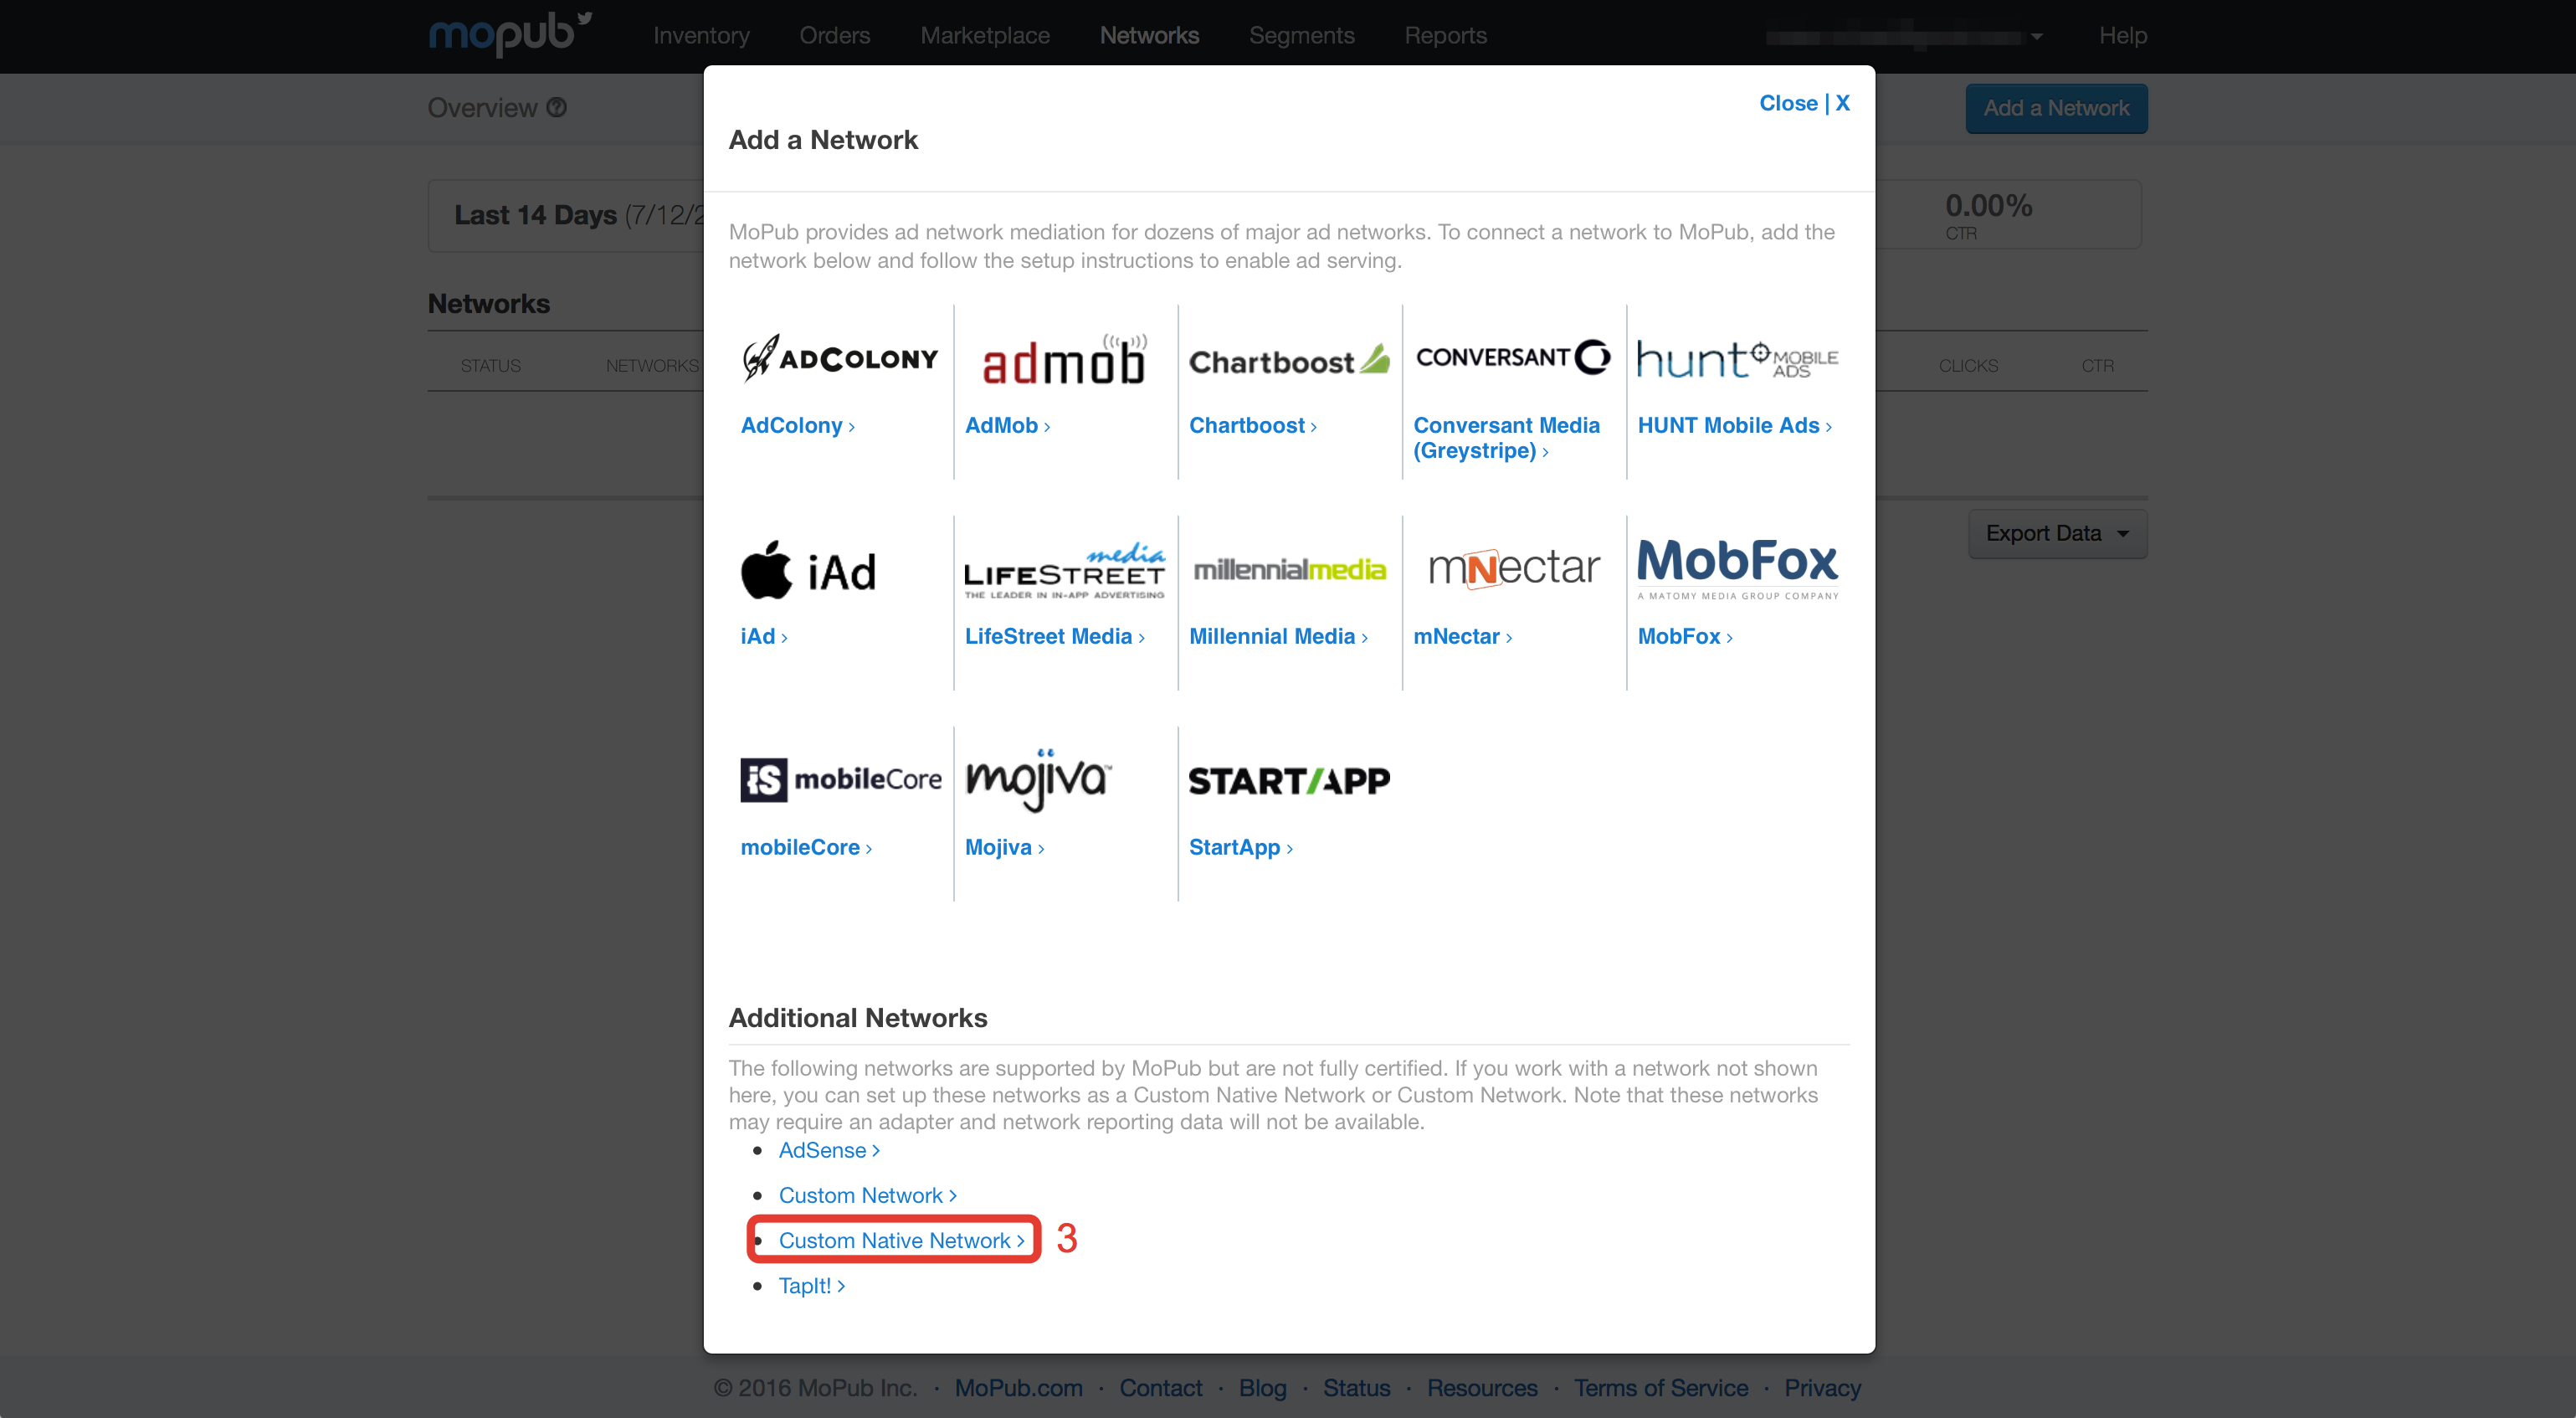 mopub Inventory Orders Marketplace Networks Segments Reports Help
Overview ? Add a Network
Close | X
Add a Network
Last 14 Days (7/12/2 0.00%
CTR
MoPub provides ad network mediation for dozens of major ad networks. To connect a network to MoPub, add the
network below and follow the setup instructions to enable ad serving.
Networks
STATUS NETWORKS CLICKS CTR
ADCOLONY admob Chartboost CONVERSANT hunt MOBILE ADS
AdColony › AdMob › Chartboost › Conversant Media HUNT Mobile Ads ›
(Greystripe) ›
Export Data
iAd LIFESTREET media millennialmedia mNectar MobFox
THE LEADER IN IN-APP ADVERTISING A MATOMY MEDIA GROUP COMPANY
iAd › LifeStreet Media › Millennial Media › mNectar › MobFox ›
iS mobileCore mojiva™ STARTAPP
mobileCore › Mojiva › StartApp ›
Additional Networks
The following networks are supported by MoPub but are not fully certified. If you work with a network not shown
here, you can set up these networks as a Custom Native Network or Custom Network. Note that these networks
may require an adapter and network reporting data will not be available.
• AdSense ›
• Custom Network ›
• Custom Native Network › 3
• TapIt! ›
© 2016 MoPub Inc. · MoPub.com · Contact · Blog · Status · Resources · Terms of Service · Privacy